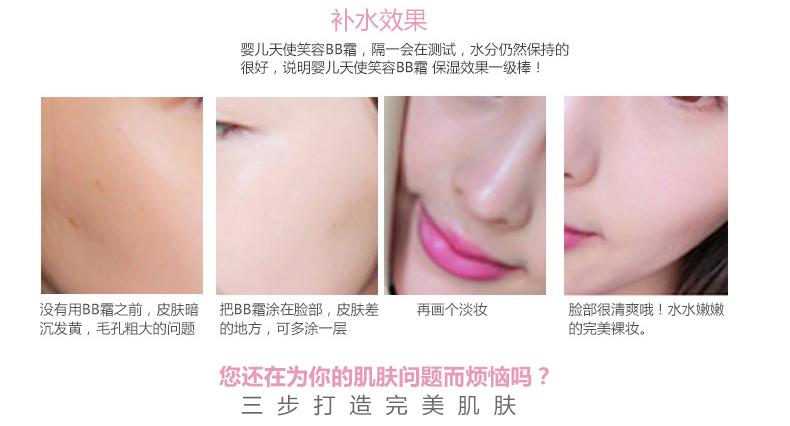 补水效果
婴儿天使笑容BB霜，隔一会在测试，水分仍然保持的
很好，说明婴儿天使笑容BB霜 保湿效果一级棒！
没有用BB霜之前，皮肤暗
沉发黄，毛孔粗大的问题
把BB霜涂在脸部，皮肤差
的地方，可多涂一层
再画个淡妆
脸部很清爽哦！水水嫩嫩
的完美裸妆。
您还在为你的肌肤问题而烦恼吗？
三步打造完美肌肤